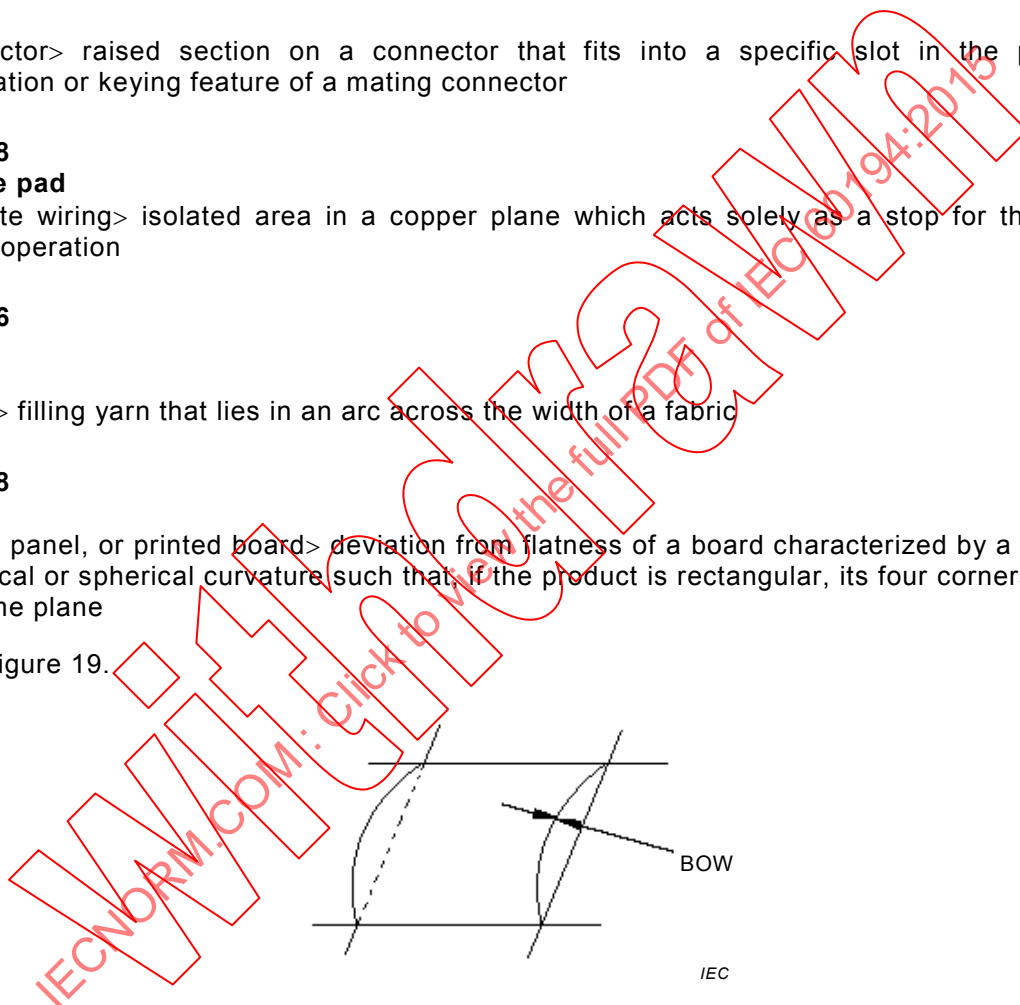 ctor> raised section on a connector that fits into a specific slot in the p
ation or keying feature of a mating connector
8
e pad
te wiring> isolated area in a copper plane which acts solely as a stop for th
operation
6
> filling yarn that lies in an arc across the width of a fabric
8
panel, or printed board> deviation from flatness of a board characterized by a
cal or spherical curvature such that, if the product is rectangular, its four corner
ne plane
igure 19.
BOW
IEC
withdrawn
IECNORM.COM : Click to view the full PDF of IEC 60194:2015